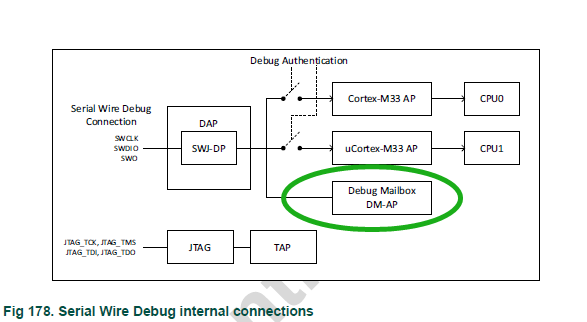 Debug Authentication
Serial Wire Debug
Connection
SWCLK
SWDIO
SWO
DAP
SWJ-DP
Cortex-M33 AP
CPU0
uCortex-M33 AP
CPU1
Debug Mailbox
DM-AP
JTAG_TCK, JTAG_TMS
JTAG_TDI, JTAG_TDO
JTAG
TAP
Fig 178. Serial Wire Debug internal connections